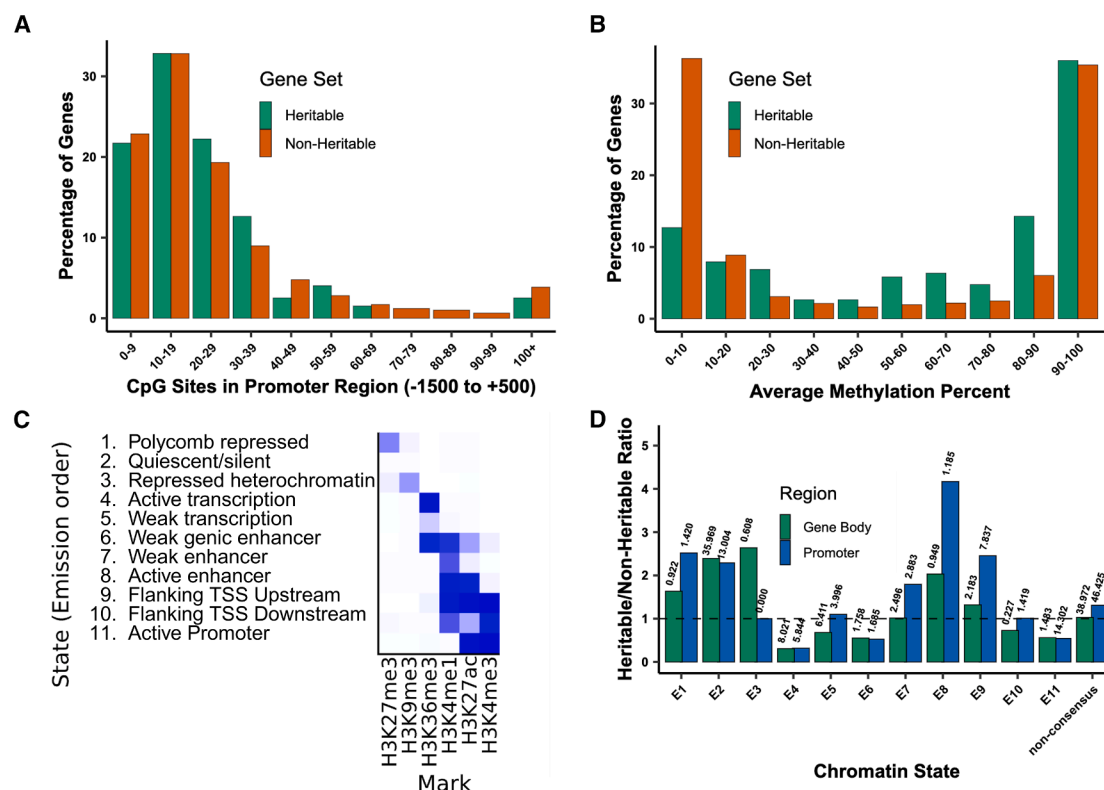 A
Percentage of Genes
30
20
10
0
Gene Set
Heritable
Non-Heritable
0-9
10-19
20-29
30-39
40-49
50-59
60-69
70-79
80-89
90-99
100+
CpG Sites in Promoter Region (-1500 to +500)
B
Percentage of Genes
30
20
10
0
Gene Set
Heritable
Non-Heritable
0-10
10-20
20-30
30-40
40-50
50-60
60-70
70-80
80-90
90-100
Average Methylation Percent
C
State (Emission order)
1. Polycomb repressed
2. Quiescent/silent
3. Repressed heterochromatin
4. Active transcription
5. Weak transcription
6. Weak genic enhancer
7. Weak enhancer
8. Active enhancer
9. Flanking TSS Upstream
10. Flanking TSS Downstream
11. Active Promoter
H3K27me3
H3K9me3
H3K36me3
H3K4me1
H3K27ac
H3K4me3
Mark
D
Heritable/Non-Heritable Ratio
5
4
3
2
1
0
Region
Gene Body
Promoter
0.922
1.420
35.969
13.004
0.608
0.000
8.021
5.844
6.411
3.996
1.758
1.685
2.496
2.883
0.949
1.185
2.183
7.837
0.227
1.419
1.483
14.302
38.972
46.425
E1
E2
E3
E4
E5
E6
E7
E8
E9
E10
E11
non-consensus
Chromatin State